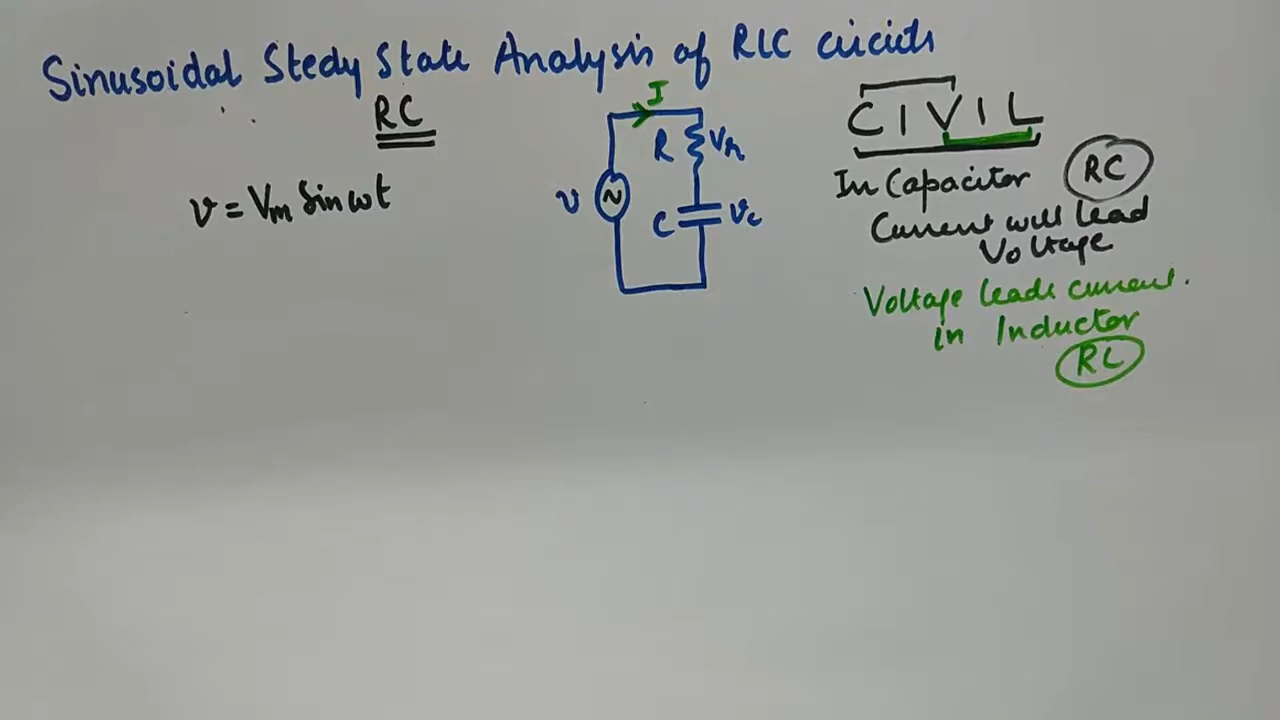 Sinusoidal Stedy State Analysis of RLC circuits
RC
v = Vm Sin ωt
I
R
VR
v
~
C
vc
CIVIL
In Capacitor
RC
Current will lead
Voltage
Voltage leads current.
in Inductor
RL